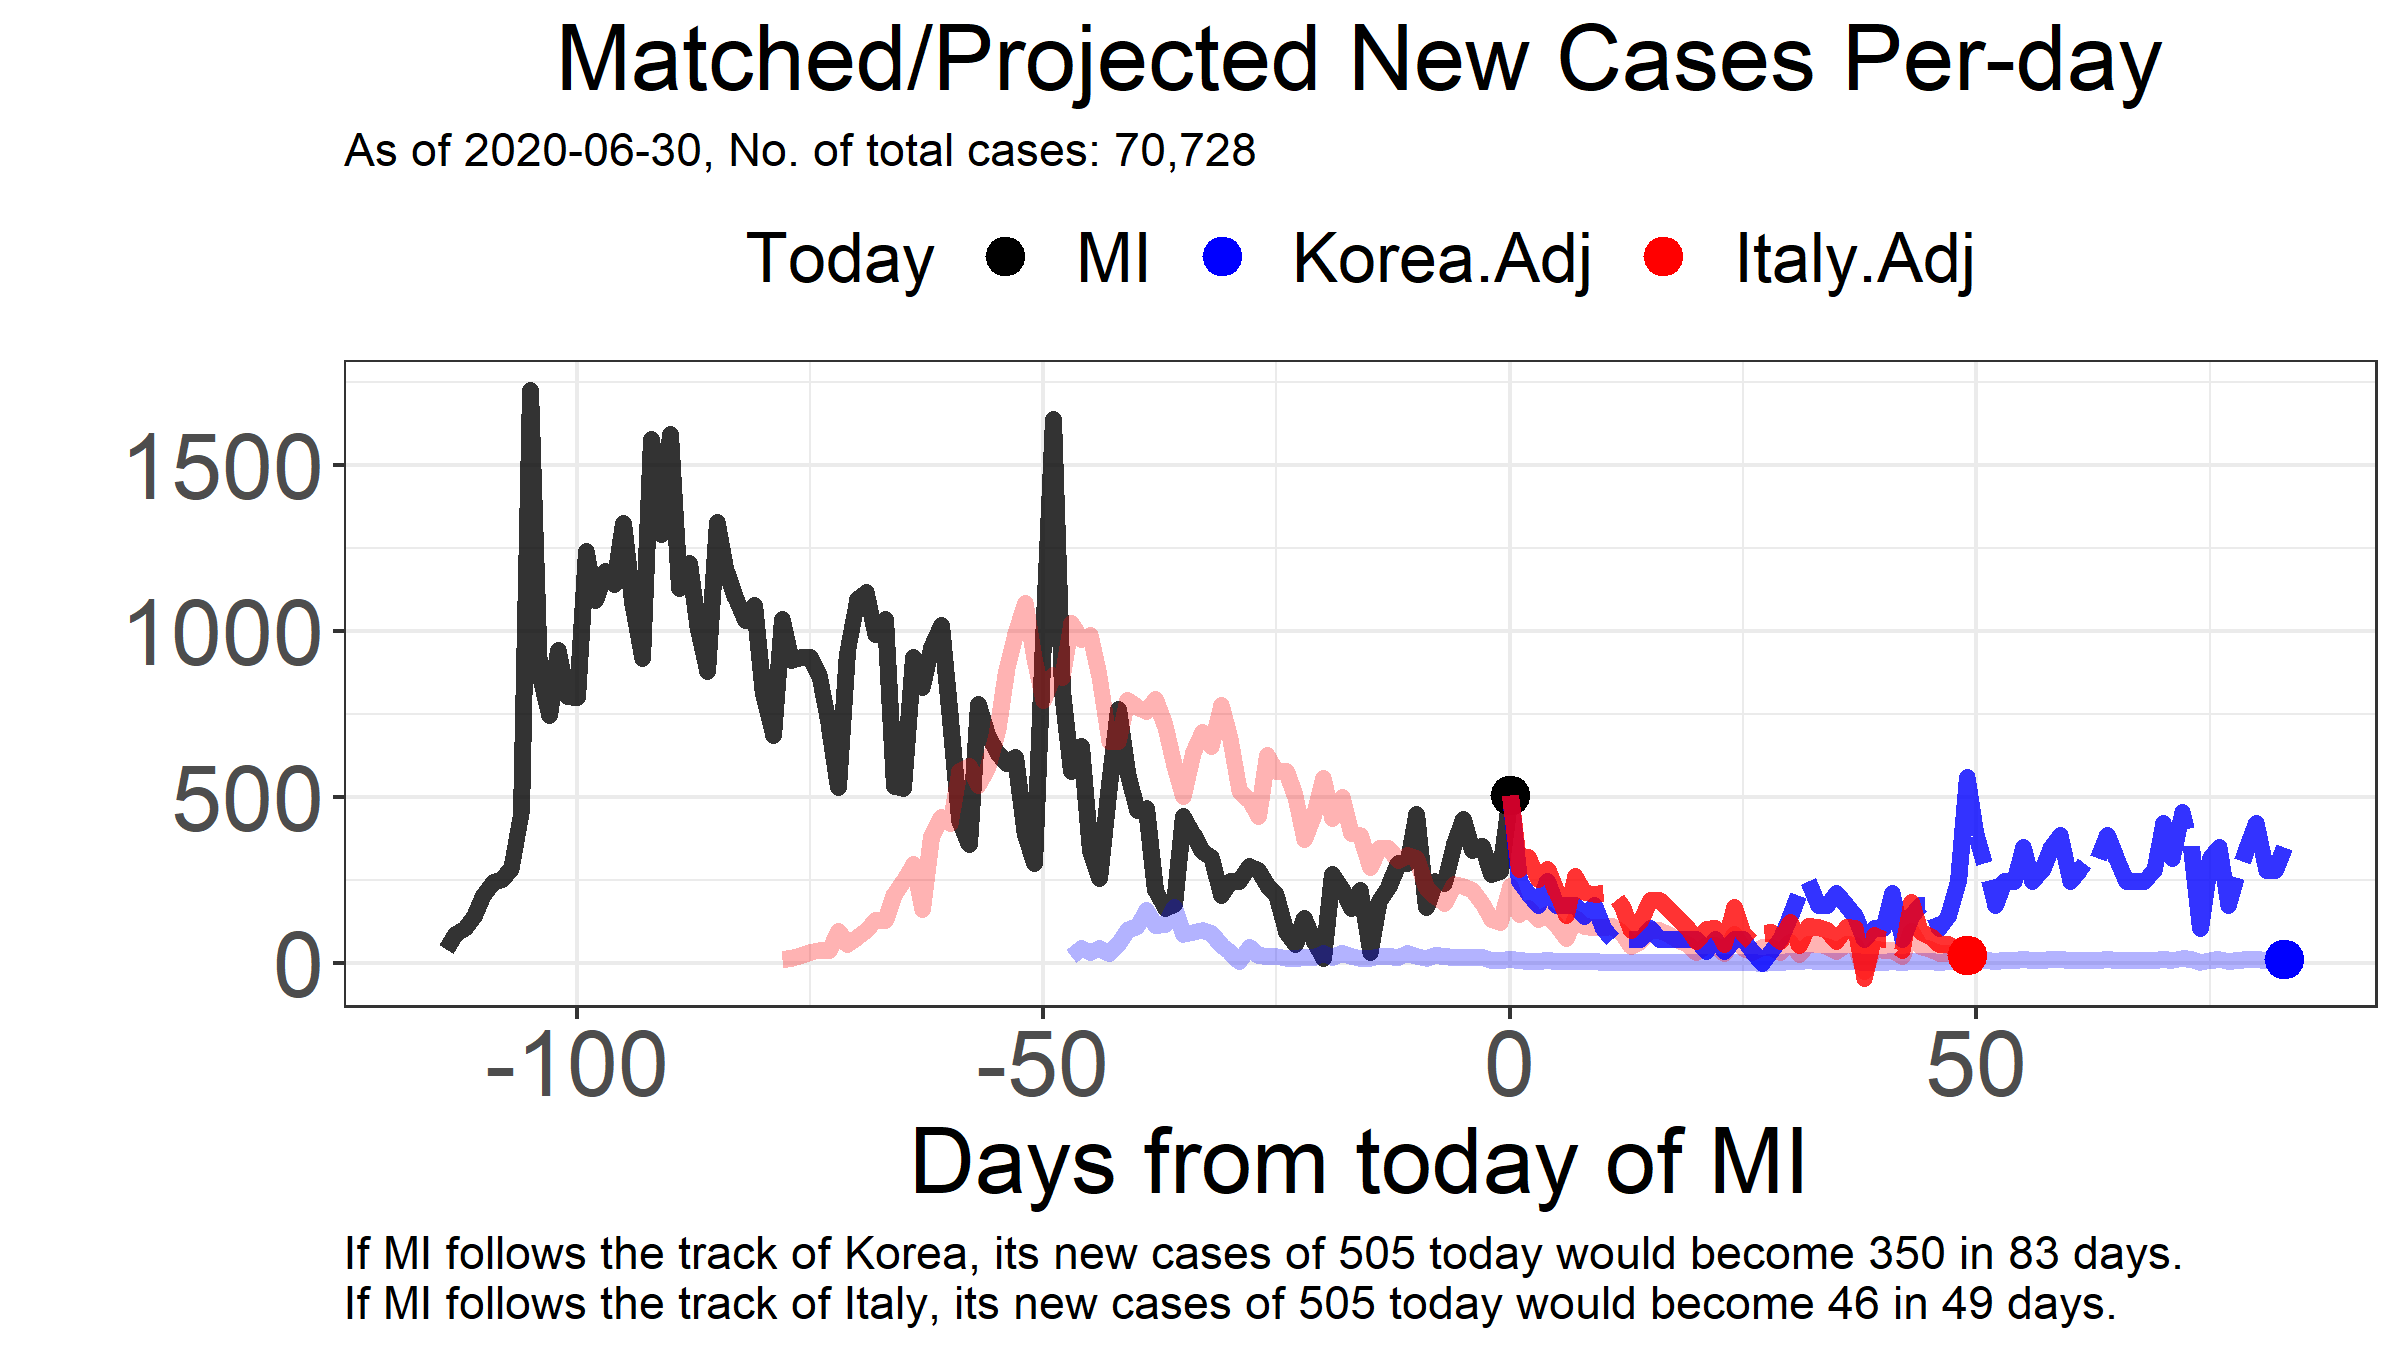 Matched/Projected New Cases Per-day
As of 2020-06-30, No. of total cases: 70,728
Today MI Korea.Adj Italy.Adj
1500
1000
500
0
-100 -50 0 50
Days from today of MI
If MI follows the track of Korea, its new cases of 505 today would become 350 in 83 days.
If MI follows the track of Italy, its new cases of 505 today would become 46 in 49 days.